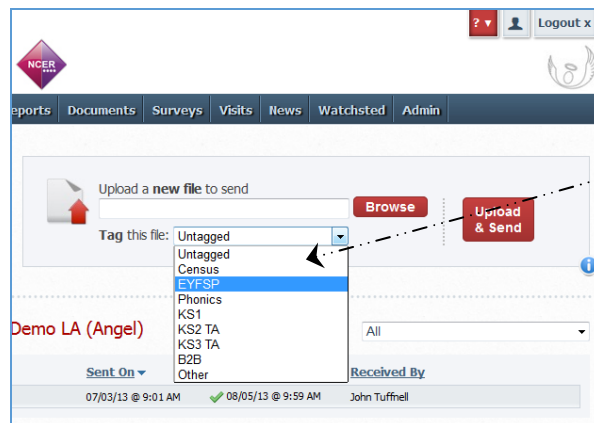 ? ▾ Logout x
NCER
eports Documents Surveys Visits News Watchsted Admin
Upload a new file to send
Browse
Upload
& Send
Tag this file: Untagged
Untagged
Census
EYFSP
Phonics
KS1
KS2 TA
KS3 TA
B2B
Other
Demo LA (Angel)
All
Sent On Received By
07/03/13 @ 9:01 AM 08/05/13 @ 9:59 AM John Tuffnell